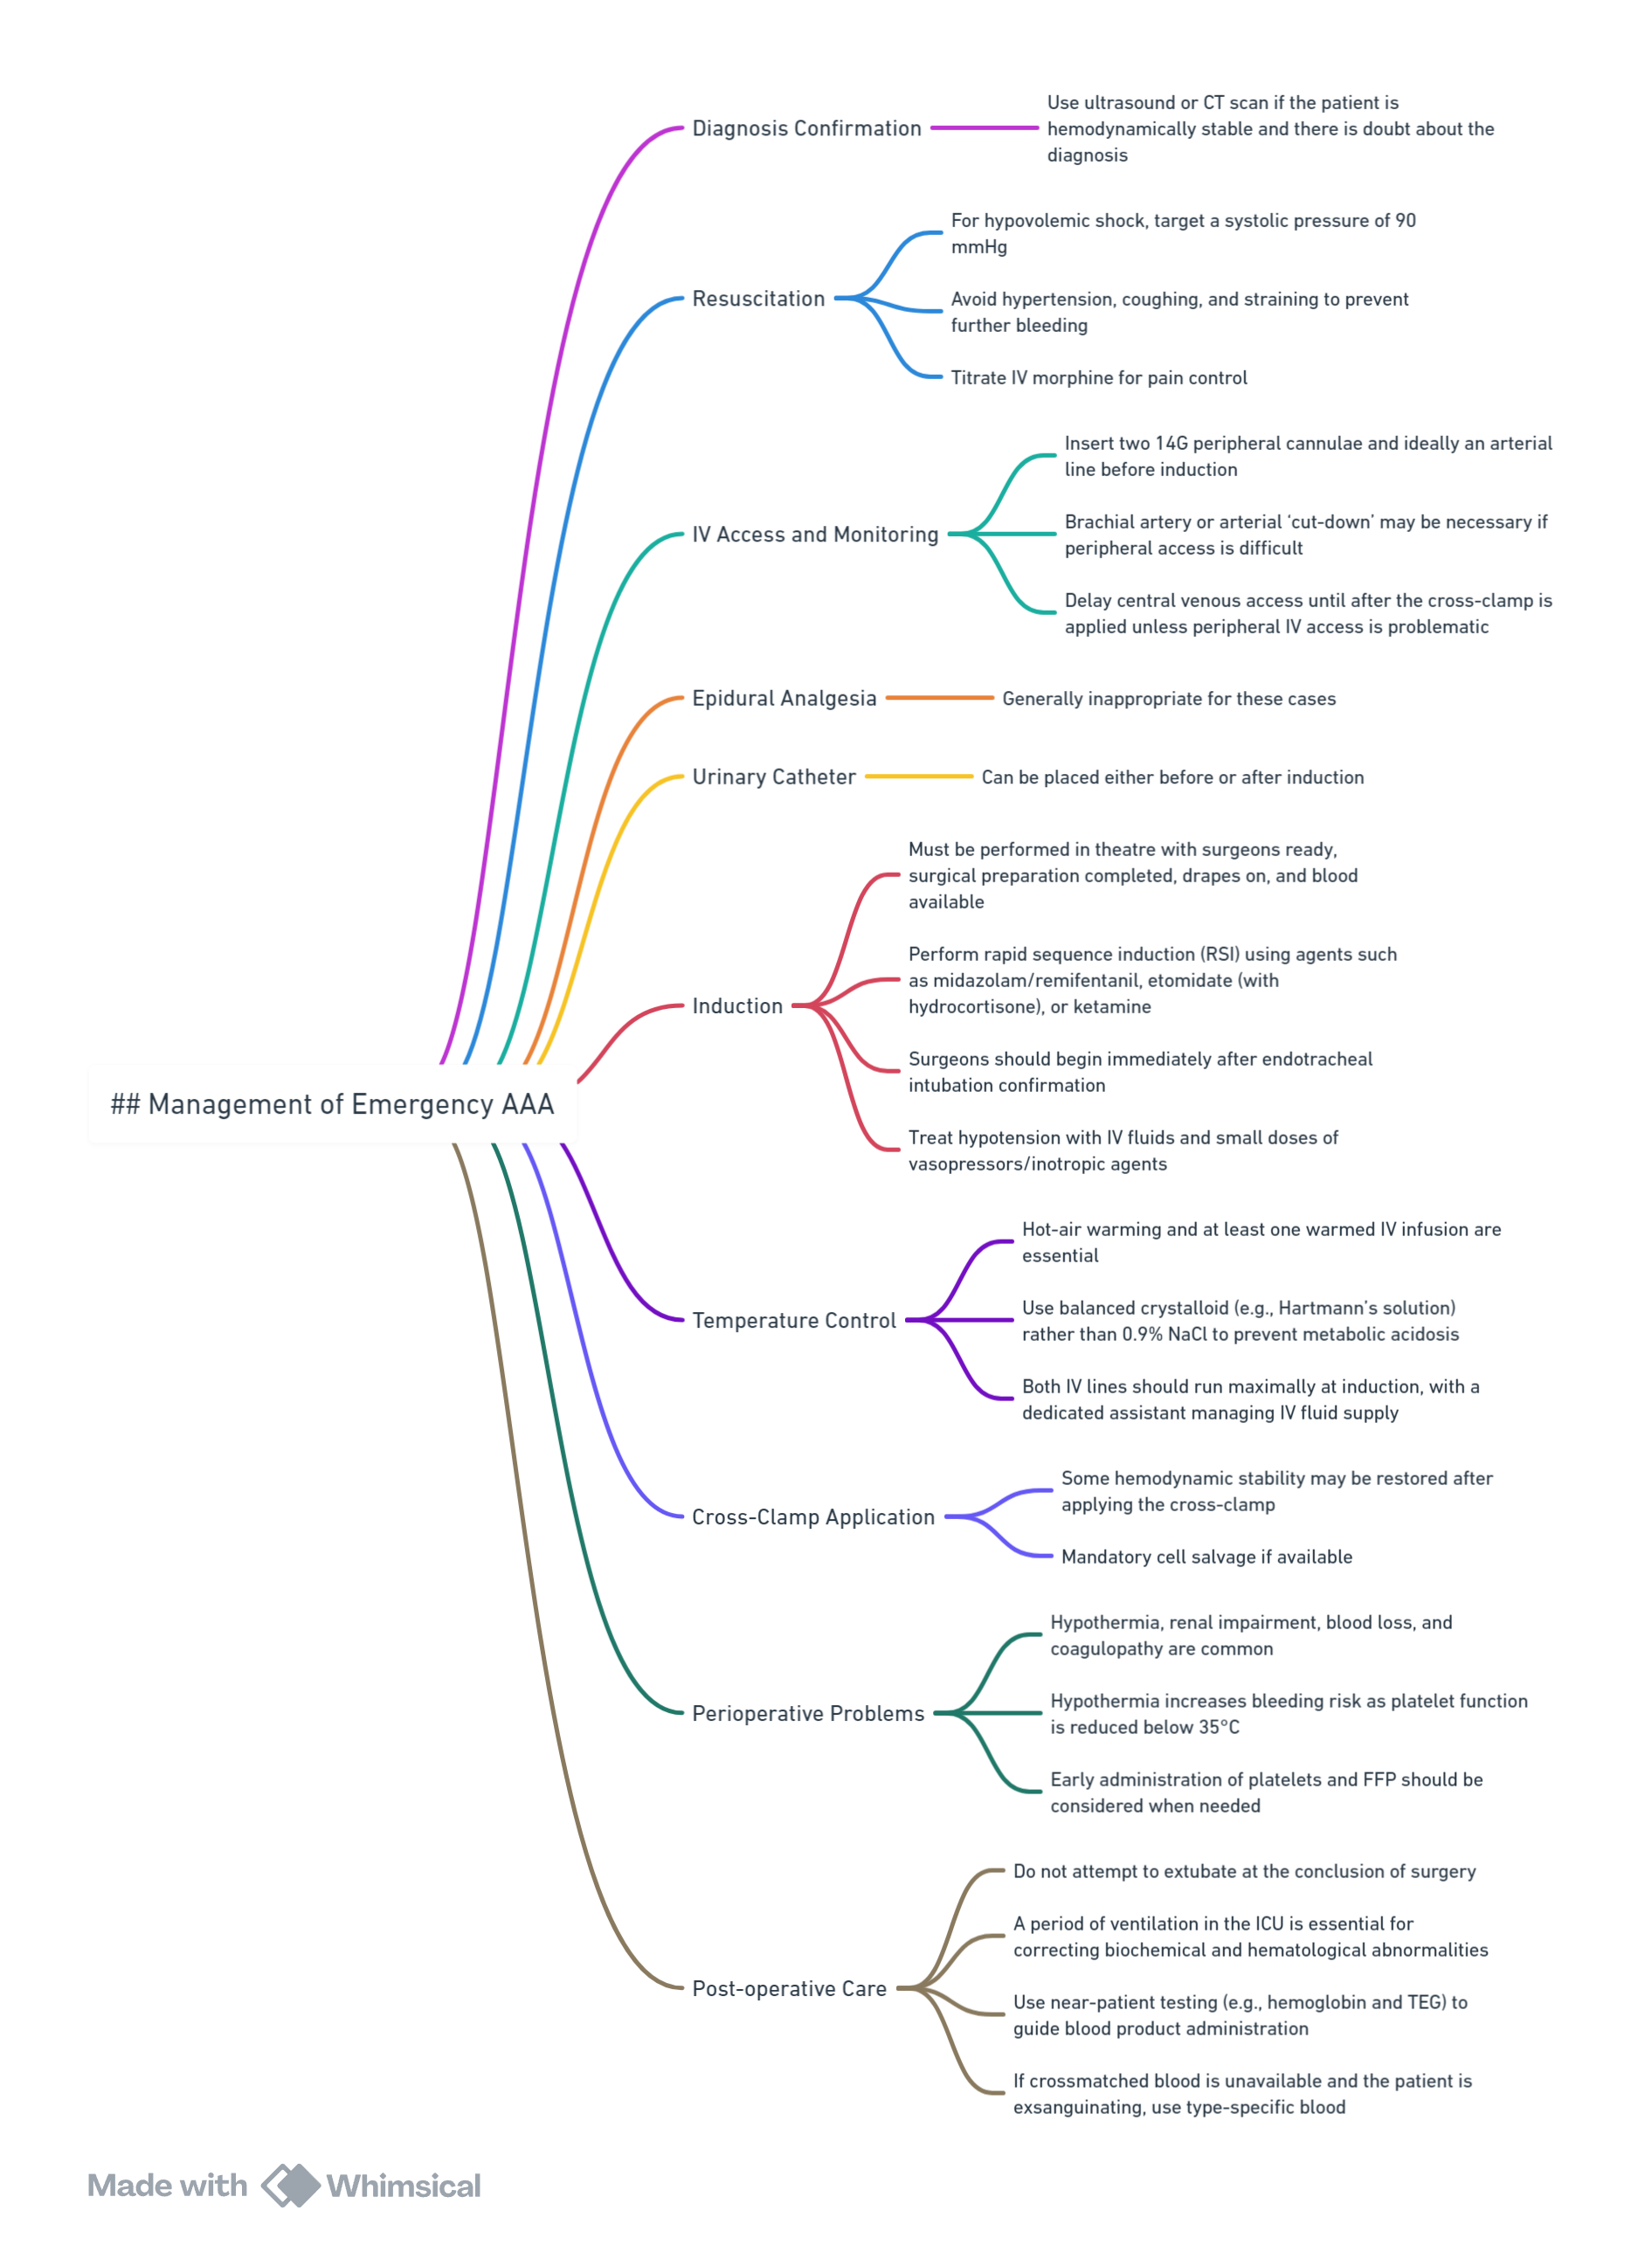 Diagnosis Confirmation
Use ultrasound or CT scan if the patient is
hemodynamically stable and there is doubt about the
diagnosis
Resuscitation
For hypovolemic shock, target a systolic pressure of 90
mmHg
Avoid hypertension, coughing, and straining to prevent
further bleeding
Titrate IV morphine for pain control
IV Access and Monitoring
Insert two 14G peripheral cannulae and ideally an arterial
line before induction
Brachial artery or arterial ‘cut-down’ may be necessary if
peripheral access is difficult
Delay central venous access until after the cross-clamp is
applied unless peripheral IV access is problematic
Epidural Analgesia
Generally inappropriate for these cases
Urinary Catheter
Can be placed either before or after induction
## Management of Emergency AAA
Induction
Must be performed in theatre with surgeons ready,
surgical preparation completed, drapes on, and blood
available
Perform rapid sequence induction (RSI) using agents such
as midazolam/remifentanil, etomidate (with
hydrocortisone), or ketamine
Surgeons should begin immediately after endotracheal
intubation confirmation
Treat hypotension with IV fluids and small doses of
vasopressors/inotropic agents
Temperature Control
Hot-air warming and at least one warmed IV infusion are
essential
Use balanced crystalloid (e.g., Hartmann’s solution)
rather than 0.9% NaCl to prevent metabolic acidosis
Both IV lines should run maximally at induction, with a
dedicated assistant managing IV fluid supply
Cross-Clamp Application
Some hemodynamic stability may be restored after
applying the cross-clamp
Mandatory cell salvage if available
Perioperative Problems
Hypothermia, renal impairment, blood loss, and
coagulopathy are common
Hypothermia increases bleeding risk as platelet function
is reduced below 35°C
Early administration of platelets and FFP should be
considered when needed
Post-operative Care
Do not attempt to extubate at the conclusion of surgery
A period of ventilation in the ICU is essential for
correcting biochemical and hematological abnormalities
Use near-patient testing (e.g., hemoglobin and TEG) to
guide blood product administration
If crossmatched blood is unavailable and the patient is
exsanguinating, use type-specific blood
Made with Whimsical